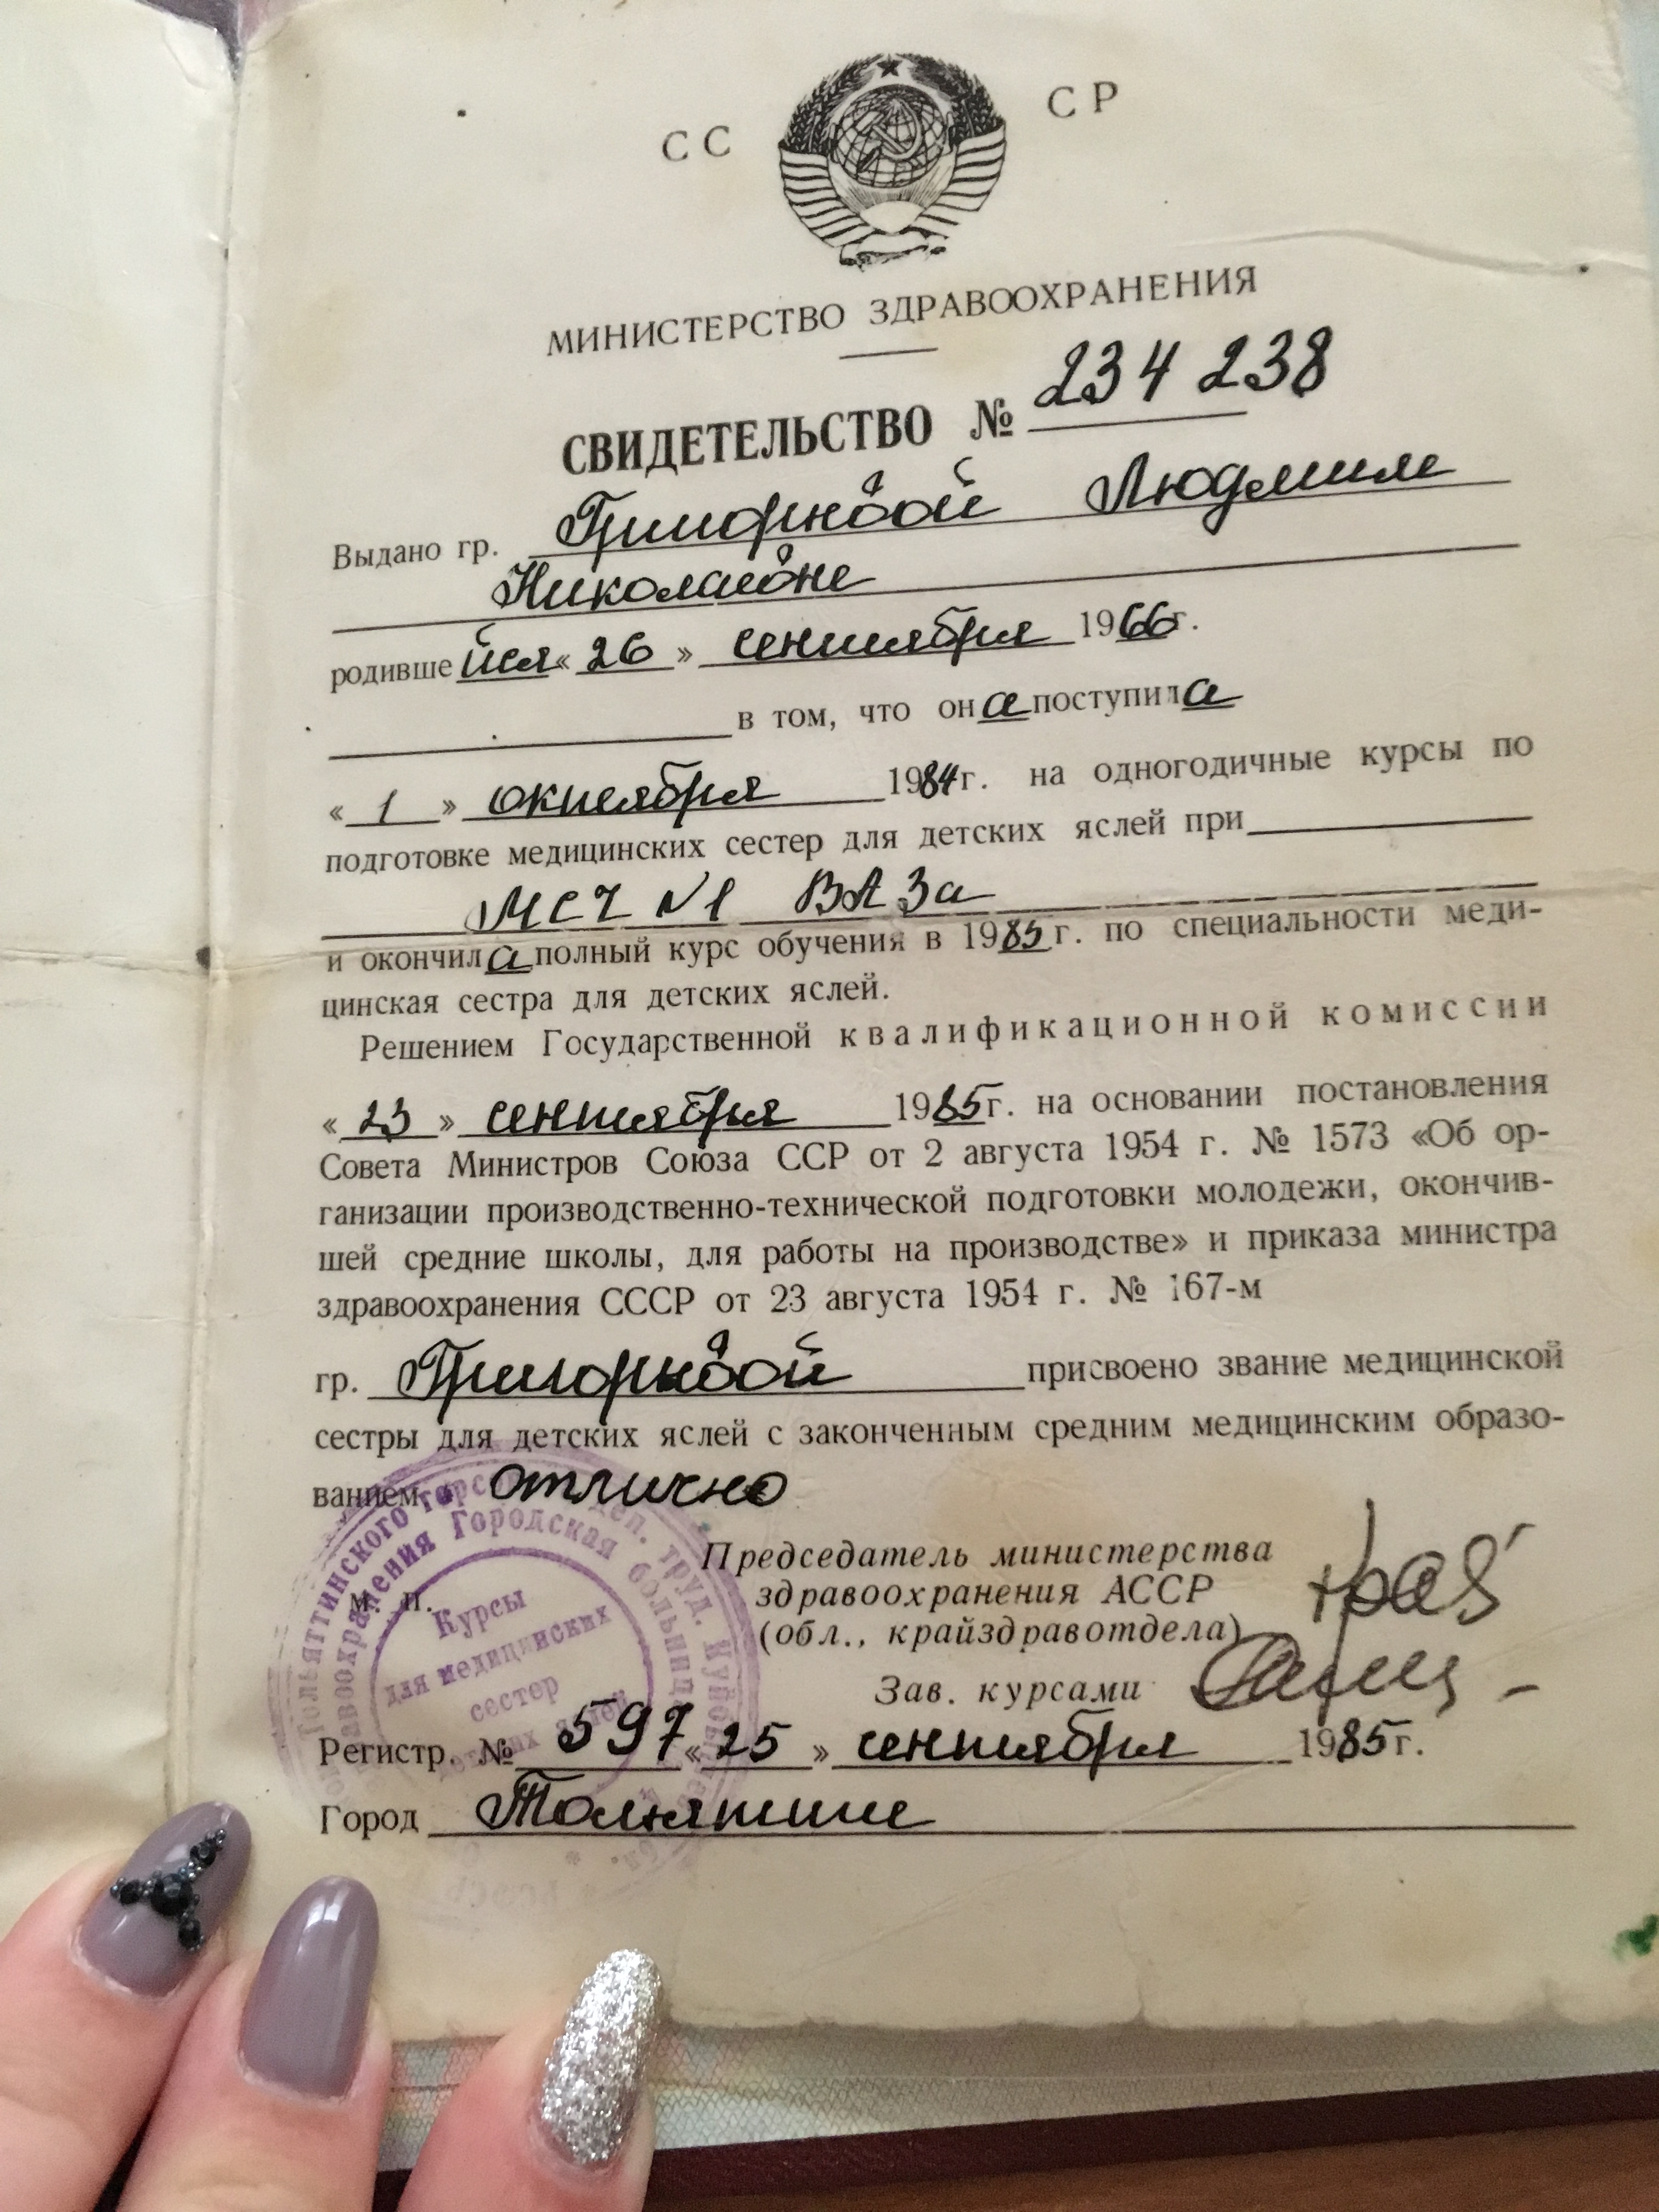 СС СР
МИНИСТЕРСТВО ЗДРАВООХРАНЕНИЯ
СВИДЕТЕЛЬСТВО № 234 238
Выдано гр. Людмиле
Николаевне
родившейся «26» сентября 1966 г.
в том, что она поступила
«1» октября 1984 г. на одногодичные курсы по
подготовке медицинских сестер для детских яслей при
МСЧ N1 ВАЗа
и окончила полный курс обучения в 1985 г. по специальности меди-
цинская сестра для детских яслей.
Решением Государственной квалификационной комиссии
«23» сентября 1985 г. на основании постановления
Совета Министров Союза ССР от 2 августа 1954 г. № 1573 «Об ор-
ганизации производственно-технической подготовки молодежи, окончив-
шей средние школы, для работы на производстве» и приказа министра
здравоохранения СССР от 23 августа 1954 г. № 167-м
гр. присвоено звание медицинской
сестры для детских яслей с законченным средним медицинским образо-
ванием. отлично
Председатель министерства
здравоохранения АССР
(обл., крайздравотдела)
М. П.
Курсы
для медицинских
сестер
Городская больница
Зав. курсами
Регистр. № 597 «25» сентября 1985 г.
Город Тольятти